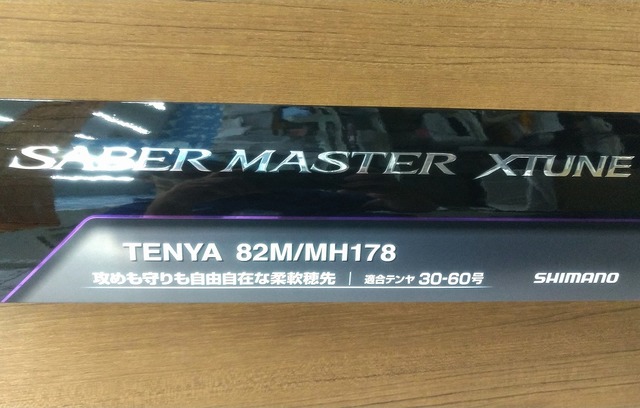 SABER MASTER XTUNE
TENYA 82M/MH178
攻めも守りも自由自在な柔軟穂先 | 適合テンヤ 30-60号 SHIMANO